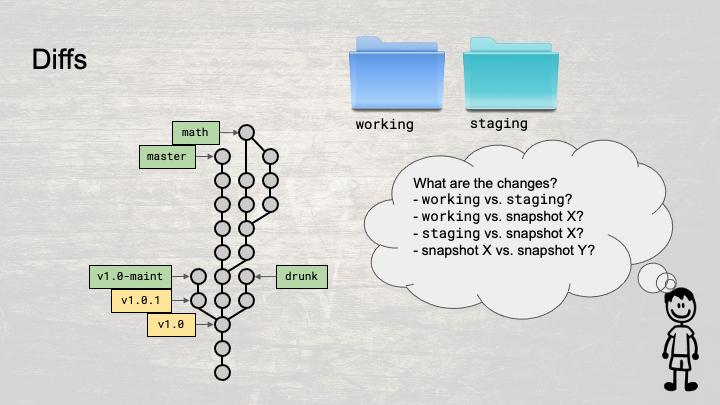 Diffs
working
staging
math
master
What are the changes?
- working vs. staging?
- working vs. snapshot X?
- staging vs. snapshot X?
- snapshot X vs. snapshot Y?
v1.0-maint
drunk
v1.0.1
v1.0